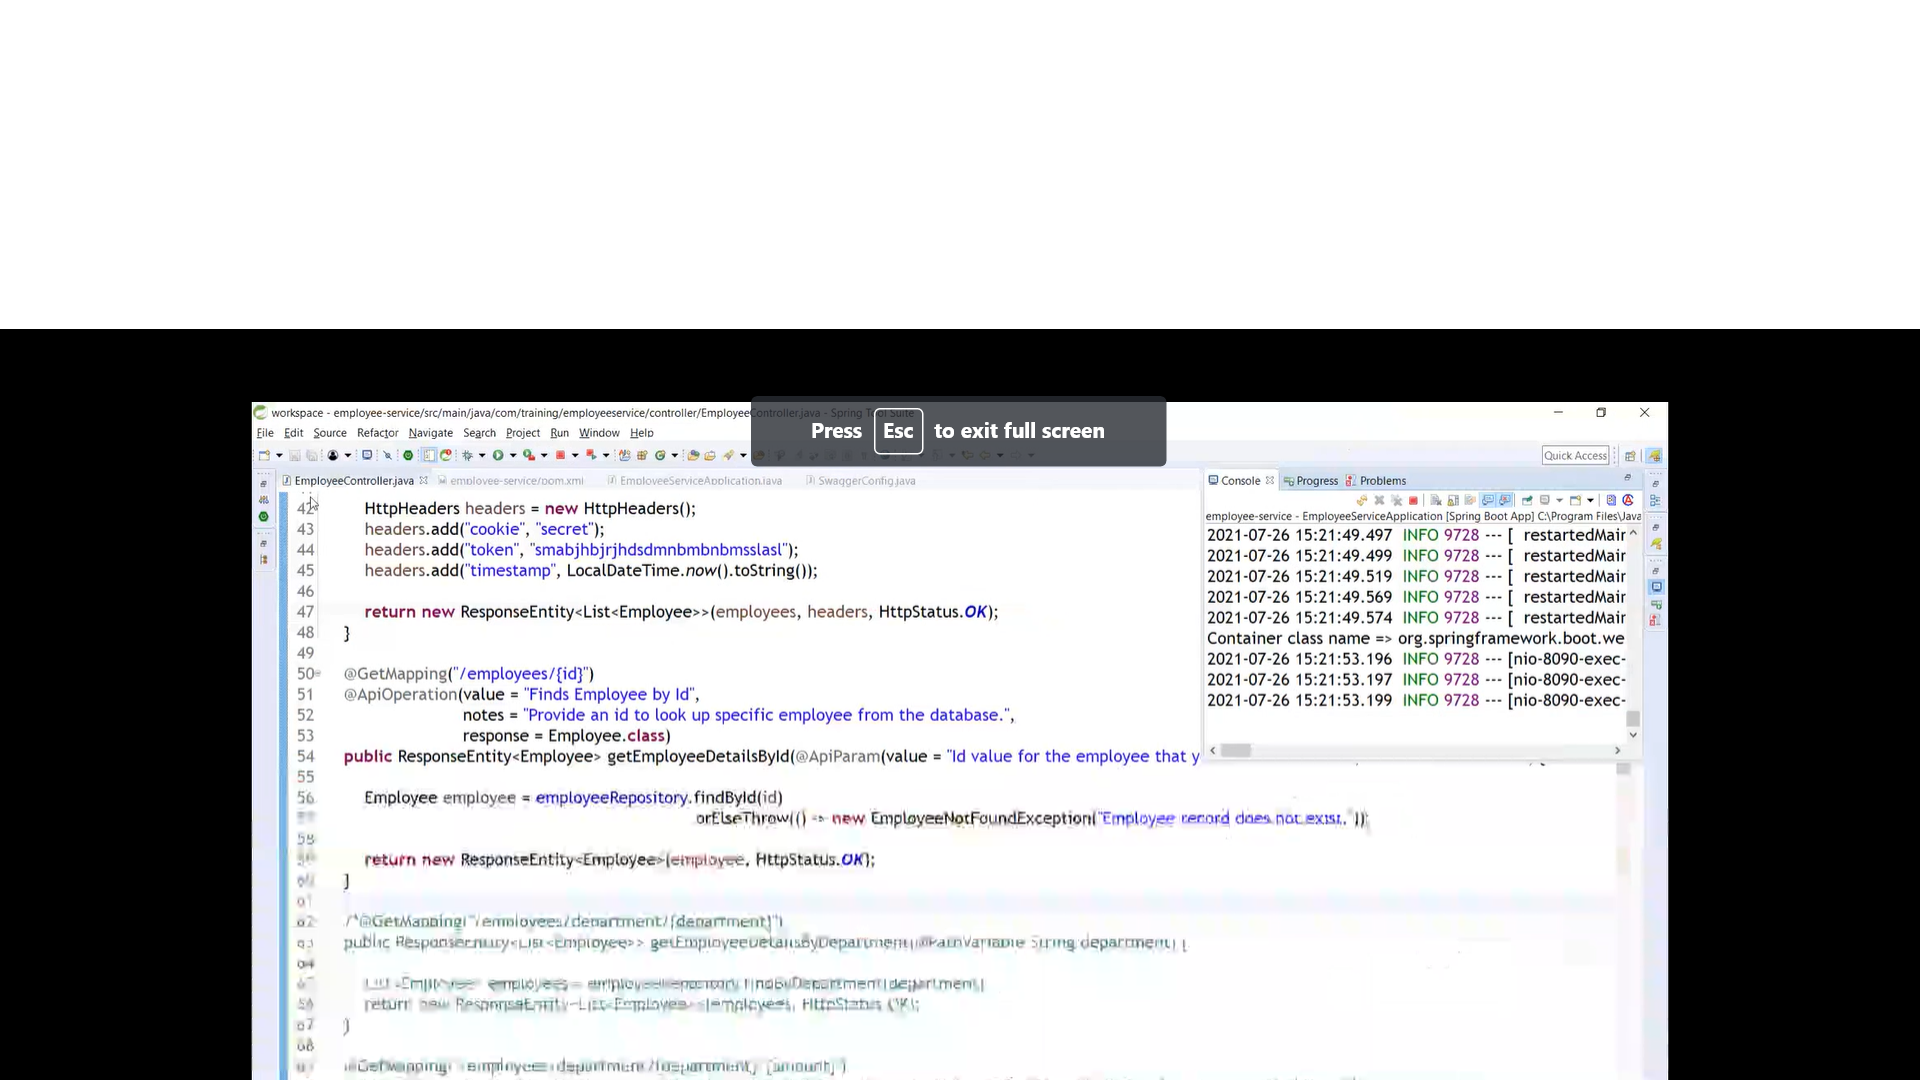 workspace - employee-service/src/main/java/com/training/employeeservice/controller/EmployeeController.java - Spring Tool Suite
Press Esc to exit full screen
File Edit Source Refactor Navigate Search Project Run Window Help
Quick Access
EmployeeController.java employee-service/pom.xml EmployeeServiceApplication.java SwaggerConfig.java
Console Progress Problems
employee-service - EmployeeServiceApplication [Spring Boot App] C:\Program Files\Java
42 HttpHeaders headers = new HttpHeaders();
43 headers.add("cookie", "secret");
44 headers.add("token", "smabjhbjrjhdsdmnbmbnbmsslasl");
45 headers.add("timestamp", LocalDateTime.now().toString());
46
47 return new ResponseEntity<List<Employee>>(employees, headers, HttpStatus.OK);
48 }
49
50 @GetMapping("/employees/{id}")
51 @ApiOperation(value = "Finds Employee by Id",
52 notes = "Provide an id to look up specific employee from the database.",
53 response = Employee.class)
54 public ResponseEntity<Employee> getEmployeeDetailsById(@ApiParam(value = "Id value for the employee that y
55
56 Employee employee = employeeRepository.findById(id)
57 orElseThrow(() -> new EmployeeNotFoundException("Employee record does not exist."));
58
59 return new ResponseEntity<Employee>(employee, HttpStatus.OK);
60 }
61
62 /*@GetMapping("/employees/department/{department}")
63 public ResponseEntity<List<Employee>> getEmployeeDetailsByDepartment(@PathVariable String department) {
64
65 List<Employee> employees = employeeRepository.findByDepartment(department)
66 return new ResponseEntity<List<Employee>>(employees, HttpStatus.OK);
67 }
68
@GetMapping("/employees/department/{department}/{amount}")
2021-07-26 15:21:49.497 INFO 9728 --- [ restartedMair
2021-07-26 15:21:49.499 INFO 9728 --- [ restartedMair
2021-07-26 15:21:49.519 INFO 9728 --- [ restartedMair
2021-07-26 15:21:49.569 INFO 9728 --- [ restartedMair
2021-07-26 15:21:49.574 INFO 9728 --- [ restartedMair
Container class name => org.springframework.boot.we
2021-07-26 15:21:53.196 INFO 9728 --- [nio-8090-exec-
2021-07-26 15:21:53.197 INFO 9728 --- [nio-8090-exec-
2021-07-26 15:21:53.199 INFO 9728 --- [nio-8090-exec-